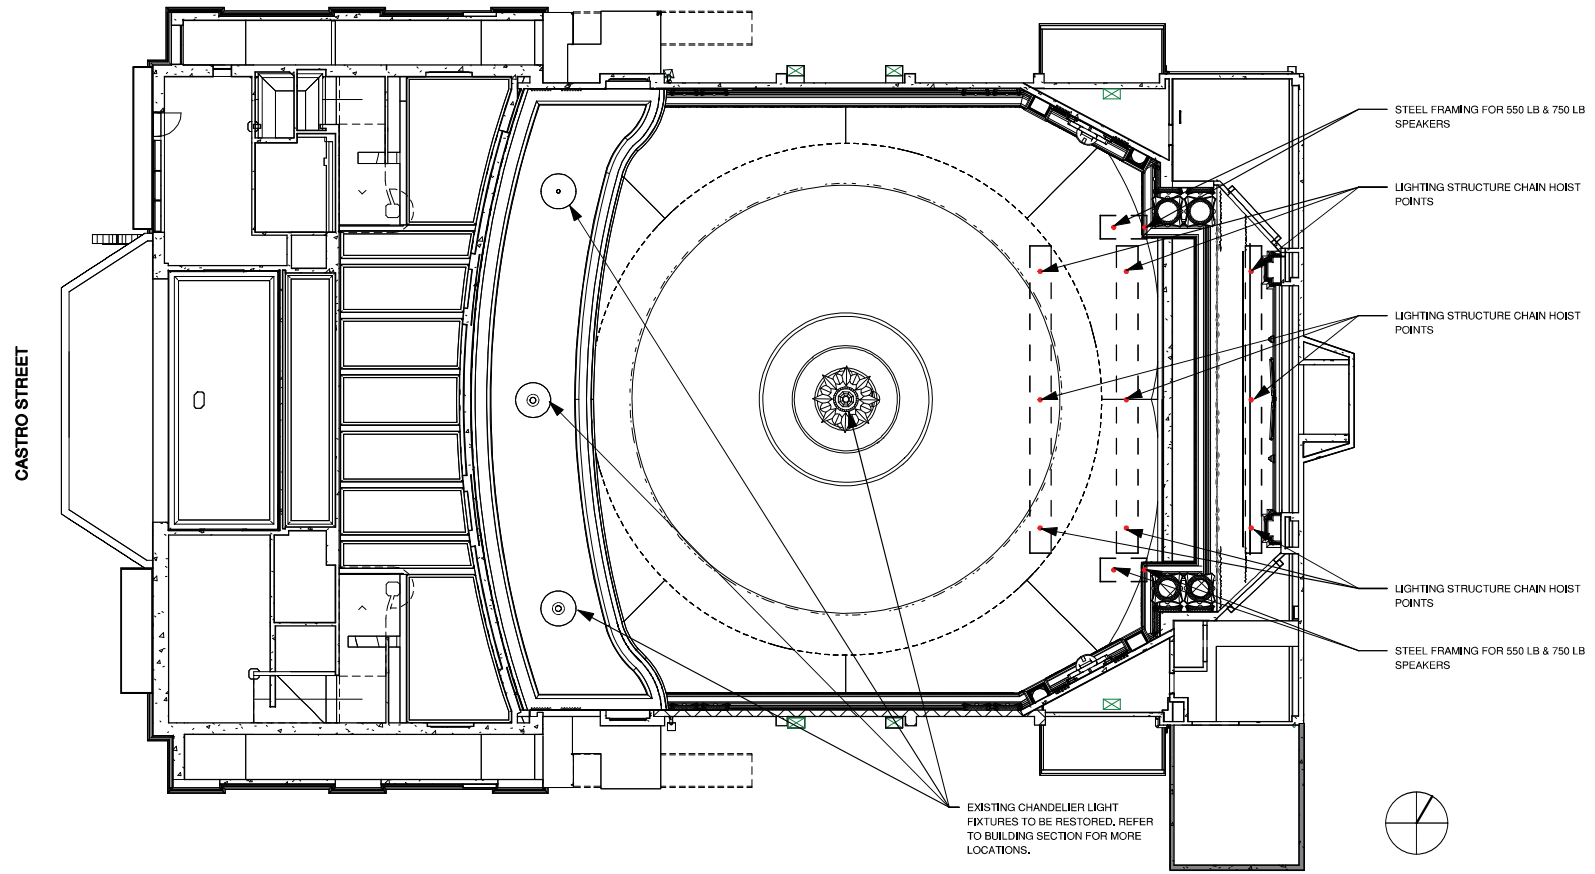 STEEL FRAMING FOR 550 LB & 750 LB
SPEAKERS
LIGHTING STRUCTURE CHAIN HOIST
POINTS
LIGHTING STRUCTURE CHAIN HOIST
POINTS
CASTRO STREET
LIGHTING STRUCTURE CHAIN HOIST
POINTS
STEEL FRAMING FOR 550 LB & 750 LB
SPEAKERS
EXISTING CHANDELIER LIGHT
FIXTURES TO BE RESTORED. REFER
TO BUILDING SECTION FOR MORE
LOCATIONS.